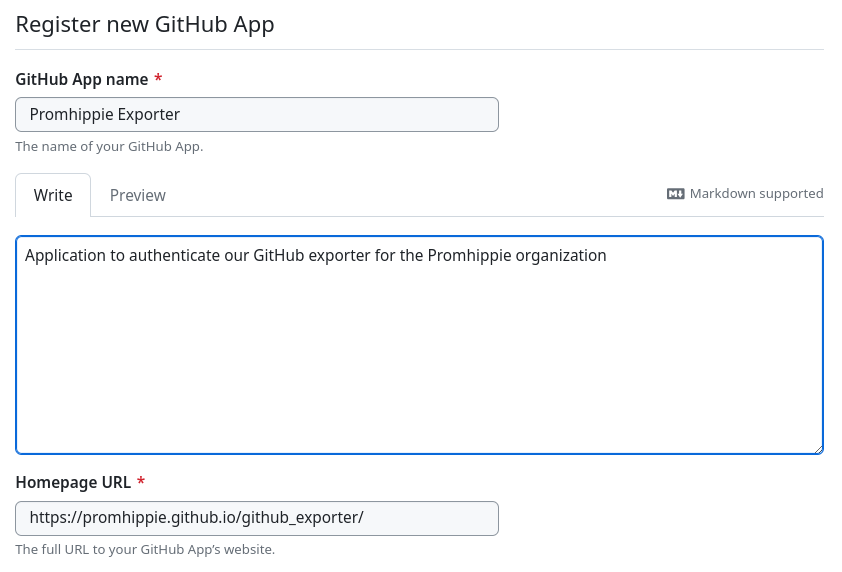 Register new GitHub App
GitHub App name *
Promhippie Exporter
The name of your GitHub App.
Write Preview Markdown supported
Application to authenticate our GitHub exporter for the Promhippie organization
Homepage URL *
https://promhippie.github.io/github_exporter/
The full URL to your GitHub App’s website.